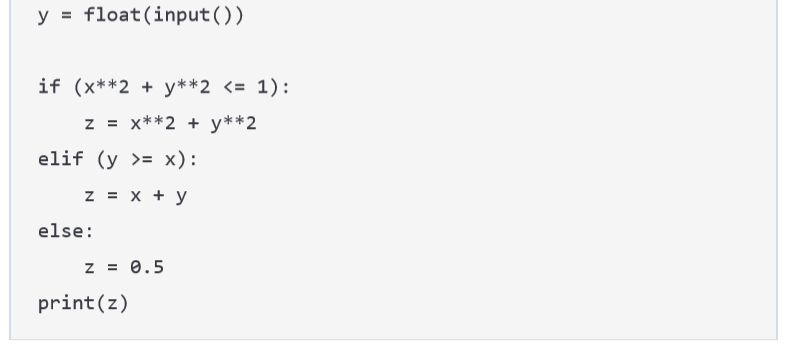 y = float(input())
if (x**2 + y**2 <= 1):
    z = x**2 + y**2
elif (y >= x):
    z = x + y
else:
    z = 0.5
print(z)